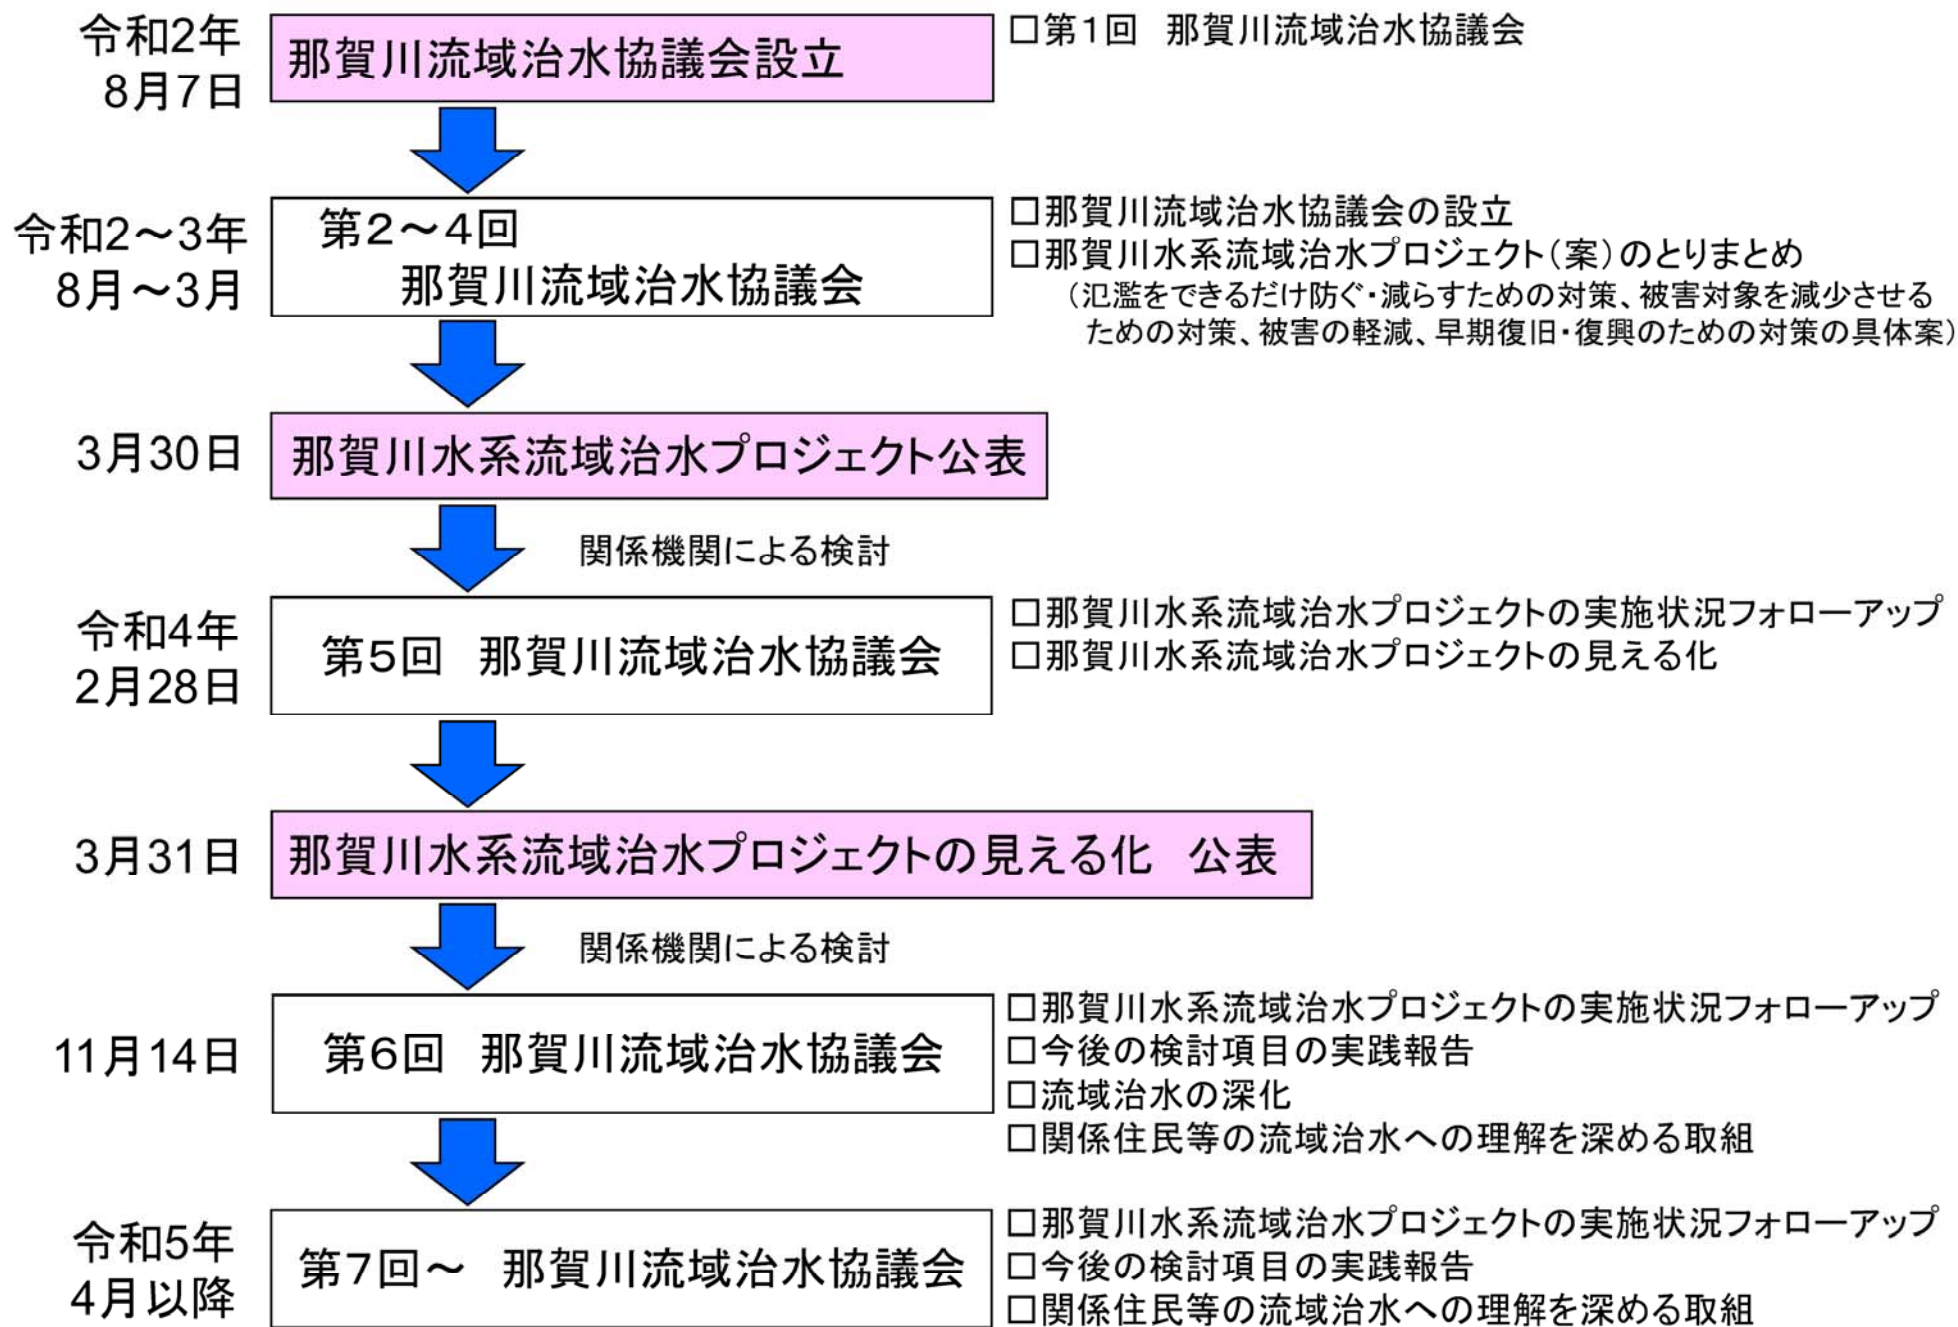 令和2年
8月7日
那賀川流域治水協議会設立
□第1回　那賀川流域治水協議会
令和2～3年
8月～3月
第2～4回
那賀川流域治水協議会
□那賀川流域治水協議会の設立
□那賀川水系流域治水プロジェクト（案）のとりまとめ
（氾濫をできるだけ防ぐ・減らすための対策、被害対象を減少させる
ための対策、被害の軽減、早期復旧・復興のための対策の具体案）
3月30日
那賀川水系流域治水プロジェクト公表
関係機関による検討
令和4年
2月28日
第5回　那賀川流域治水協議会
□那賀川水系流域治水プロジェクトの実施状況フォローアップ
□那賀川水系流域治水プロジェクトの見える化
3月31日
那賀川水系流域治水プロジェクトの見える化　公表
関係機関による検討
11月14日
第6回　那賀川流域治水協議会
□那賀川水系流域治水プロジェクトの実施状況フォローアップ
□今後の検討項目の実践報告
□流域治水の深化
□関係住民等の流域治水への理解を深める取組
令和5年
4月以降
第7回～　那賀川流域治水協議会
□那賀川水系流域治水プロジェクトの実施状況フォローアップ
□今後の検討項目の実践報告
□関係住民等の流域治水への理解を深める取組